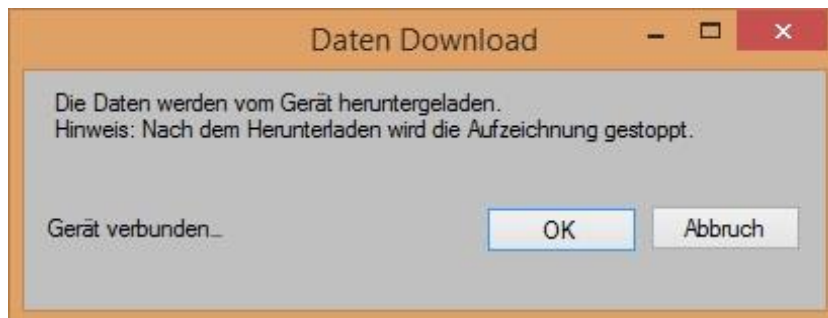 Daten Download
Die Daten werden vom Gerät heruntergeladen.
Hinweis: Nach dem Herunterladen wird die Aufzeichnung gestoppt.
Gerät verbunden...
OK
Abbruch